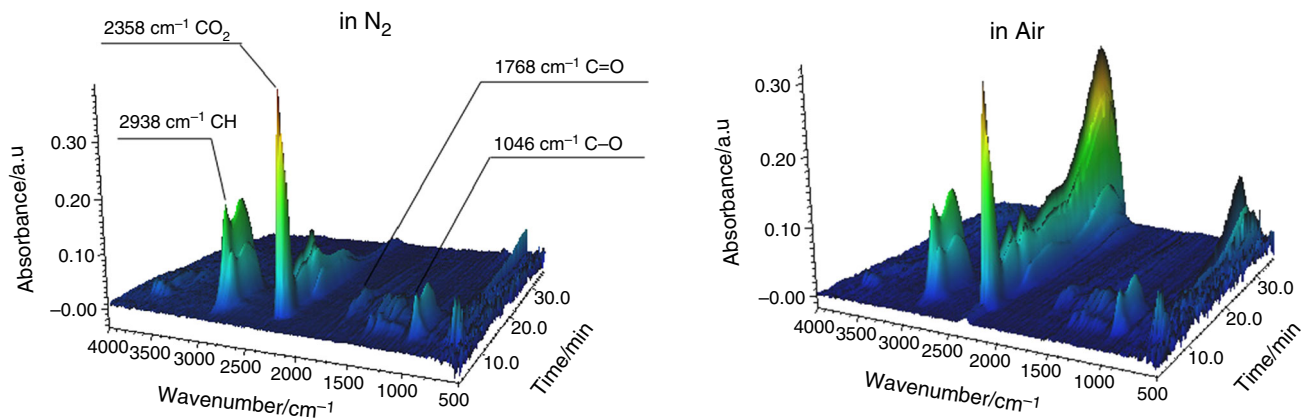 in N₂
2358 cm⁻¹ CO₂
2938 cm⁻¹ CH
1768 cm⁻¹ C=O
1046 cm⁻¹ C–O
Absorbance/a.u
0.30
0.20
0.10
–0.00
4000
3500
3000
2500
2000
1500
1000
500
Wavenumber/cm⁻¹
10.0
20.0
30.0
Time/min
in Air
Absorbance/a.u
0.30
0.20
0.10
–0.00
4000
3500
3000
2500
2000
1500
1000
500
Wavenumber/cm⁻¹
10.0
20.0
30.0
Time/min